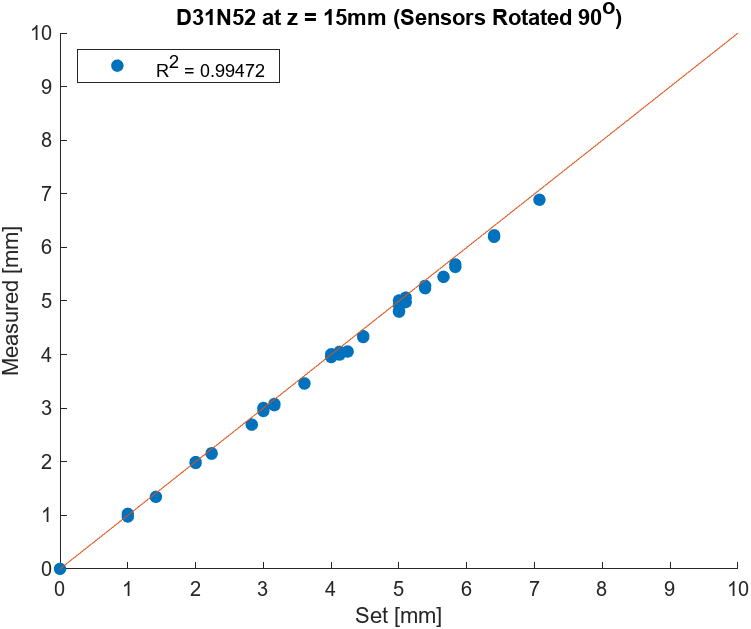 D31N52 at z = 15mm (Sensors Rotated 90°)
R² = 0.99472
10
9
8
7
6
5
4
3
2
1
0
Measured [mm]
0 1 2 3 4 5 6 7 8 9 10
Set [mm]